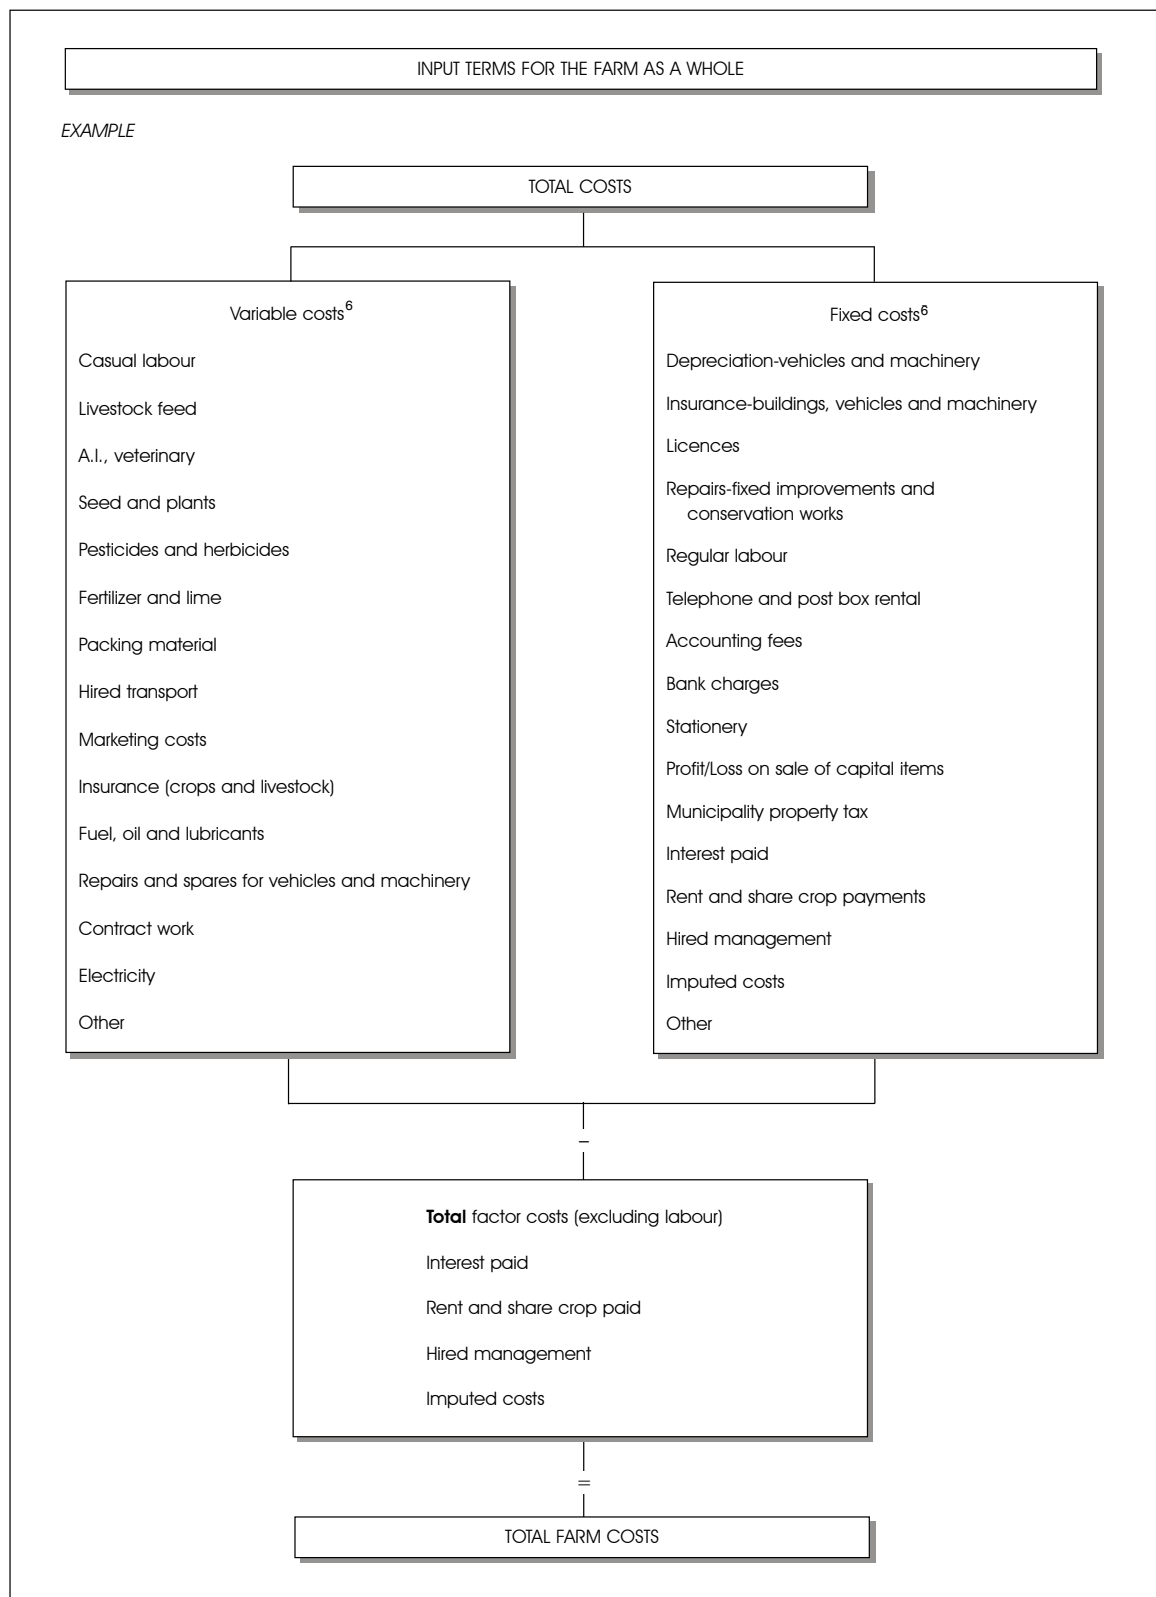 INPUT TERMS FOR THE FARM AS A WHOLE
EXAMPLE
TOTAL COSTS
Variable costs6
Casual labour
Livestock feed
A.I., veterinary
Seed and plants
Pesticides and herbicides
Fertilizer and lime
Packing material
Hired transport
Marketing costs
Insurance (crops and livestock)
Fuel, oil and lubricants
Repairs and spares for vehicles and machinery
Contract work
Electricity
Other
Fixed costs6
Depreciation-vehicles and machinery
Insurance-buildings, vehicles and machinery
Licences
Repairs-fixed improvements and
conservation works
Regular labour
Telephone and post box rental
Accounting fees
Bank charges
Stationery
Profit/Loss on sale of capital items
Municipality property tax
Interest paid
Rent and share crop payments
Hired management
Imputed costs
Other
–
Total factor costs (excluding labour)
Interest paid
Rent and share crop paid
Hired management
Imputed costs
=
TOTAL FARM COSTS